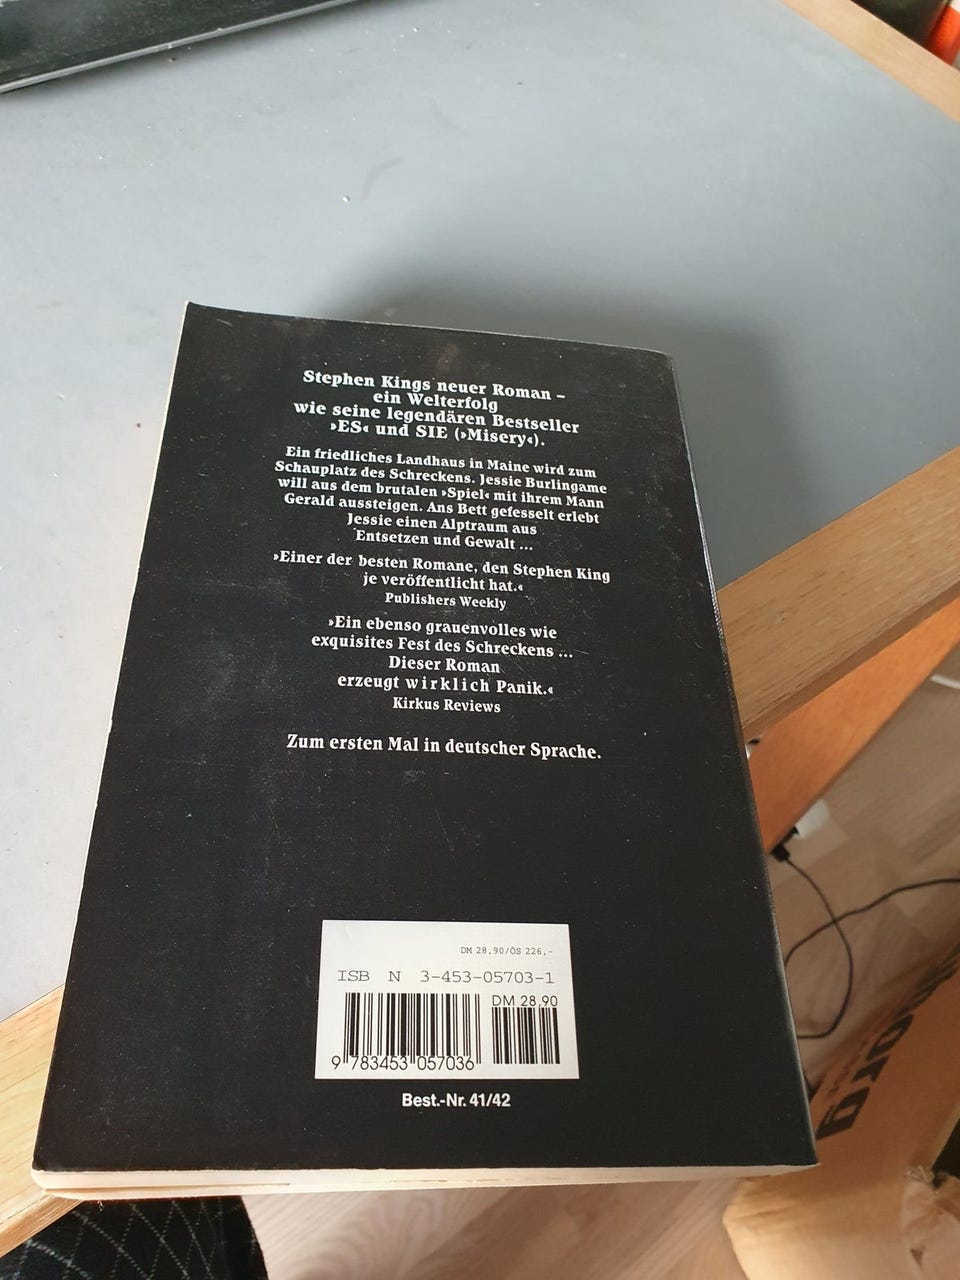 Stephen Kings neuer Roman –
ein Welterfolg
wie seine legendären Bestseller
›ES‹ und SIE (›Misery‹).
Ein friedliches Landhaus in Maine wird zum
Schauplatz des Schreckens. Jessie Burlingame
will aus dem brutalen ›Spiel‹ mit ihrem Mann
Gerald aussteigen. Ans Bett gefesselt erlebt
Jessie einen Alptraum aus
Entsetzen und Gewalt ...
›Einer der besten Romane, den Stephen King
je veröffentlicht hat.‹
Publishers Weekly
›Ein ebenso grauenvolles wie
exquisites Fest des Schreckens ...
Dieser Roman
erzeugt wirklich Panik.‹
Kirkus Reviews
Zum ersten Mal in deutscher Sprache.
DM 28,90/ÖS 226,-
ISB N 3-453-05703-1
DM 28.90
9 783453 057036
Best.-Nr. 41/42